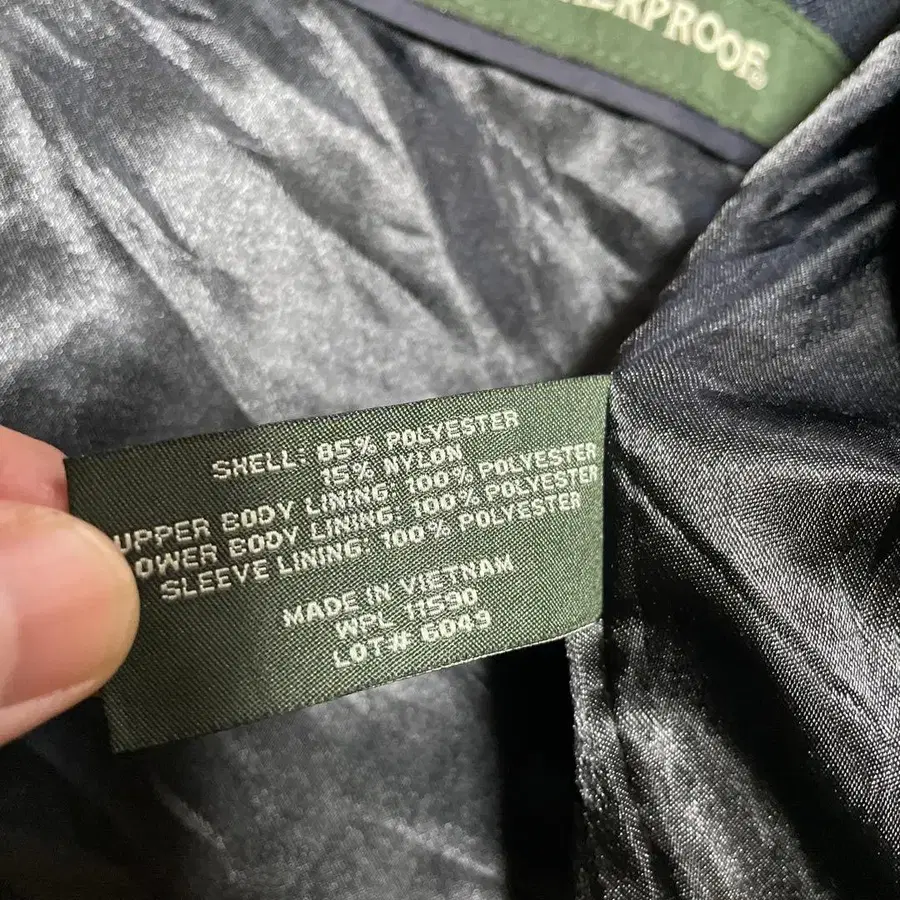 ERPROOF®
SHELL: 85% POLYESTER
15% NYLON
UPPER BODY LINING: 100% POLYESTER
OWER BODY LINING: 100% POLYESTER
SLEEVE LINING: 100% POLYESTER
MADE IN VIETNAM
WPL 11590
LOT# 6049